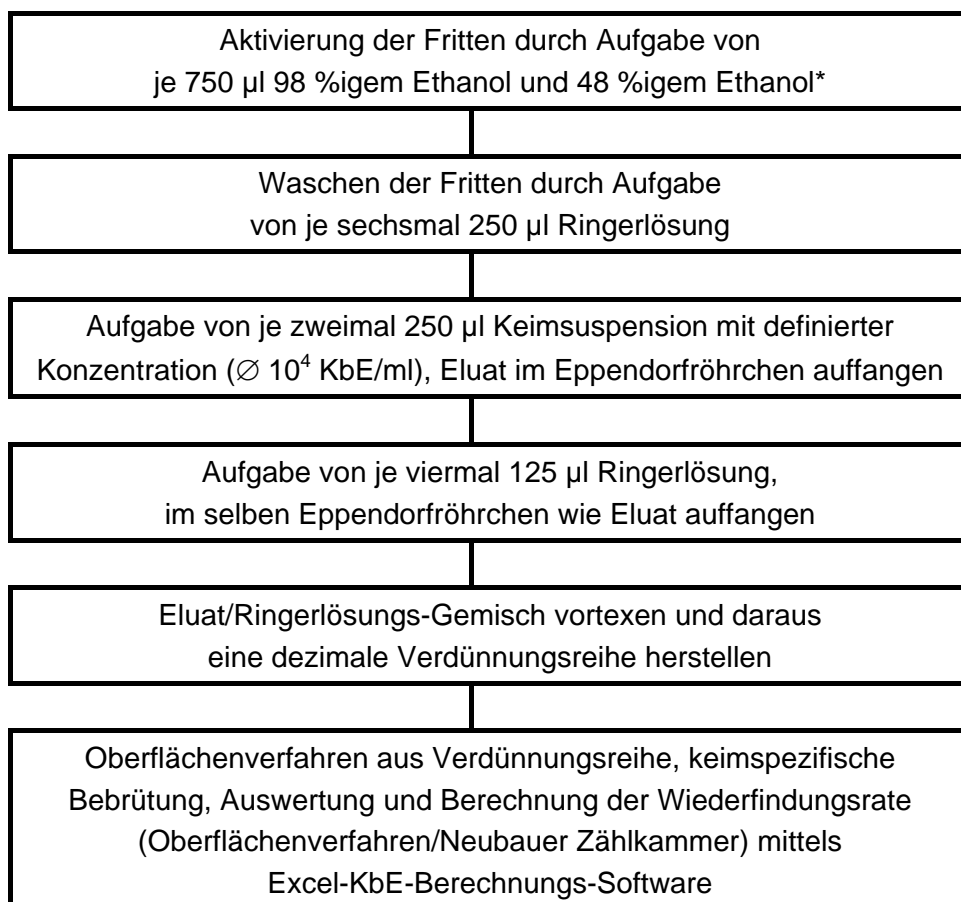 Aktivierung der Fritten durch Aufgabe von
je 750 µl 98 %igem Ethanol und 48 %igem Ethanol*
Waschen der Fritten durch Aufgabe
von je sechsmal 250 µl Ringerlösung
Aufgabe von je zweimal 250 µl Keimsuspension mit definierter
Konzentration (∅ 10⁴ KbE/ml), Eluat im Eppendorfröhrchen auffangen
Aufgabe von je viermal 125 µl Ringerlösung,
im selben Eppendorfröhrchen wie Eluat auffangen
Eluat/Ringerlösungs-Gemisch vortexen und daraus
eine dezimale Verdünnungsreihe herstellen
Oberflächenverfahren aus Verdünnungsreihe, keimspezifische
Bebrütung, Auswertung und Berechnung der Wiederfindungsrate
(Oberflächenverfahren/Neubauer Zählkammer) mittels
Excel-KbE-Berechnungs-Software